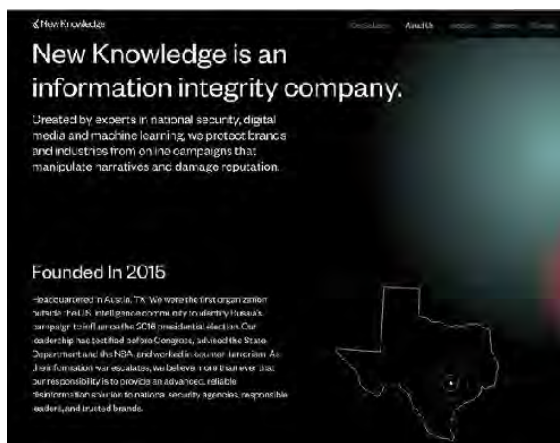 New Knowledge
About Us
New Knowledge is an
information integrity company.
Created by experts in national security, digital
media and machine learning, we protect brands
and industries from online campaigns that
manipulate narratives and damage reputation.
Founded In 2015
Headquartered in Austin, TX. We were the first organization
outside the U.S. intelligence community to identify Russia's
campaign to influence the 2016 presidential election. Our
leadership has testified before Congress, advised the State
Department and the NSA, and worked in counter-terrorism. As
the information war escalates, we believe more than ever that
our responsibility is to provide an advanced, reliable
disinformation solution to national security agencies, responsible
leaders, and trusted brands.